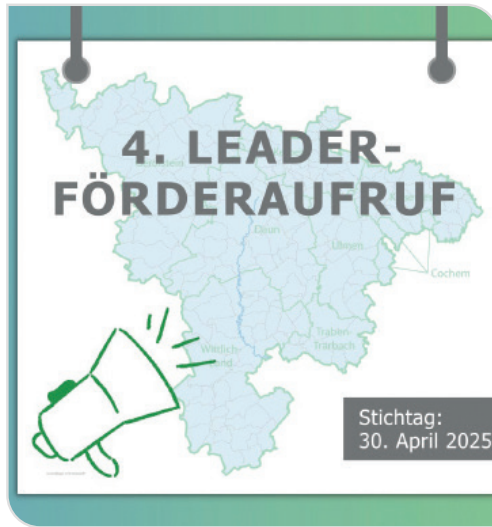 4. LEADER-
FÖRDERAUFRUF
Daun
Ulmen
Cochem
Traben-
Trarbach
Wittlich-
Land
Stichtag:
30. April 2025